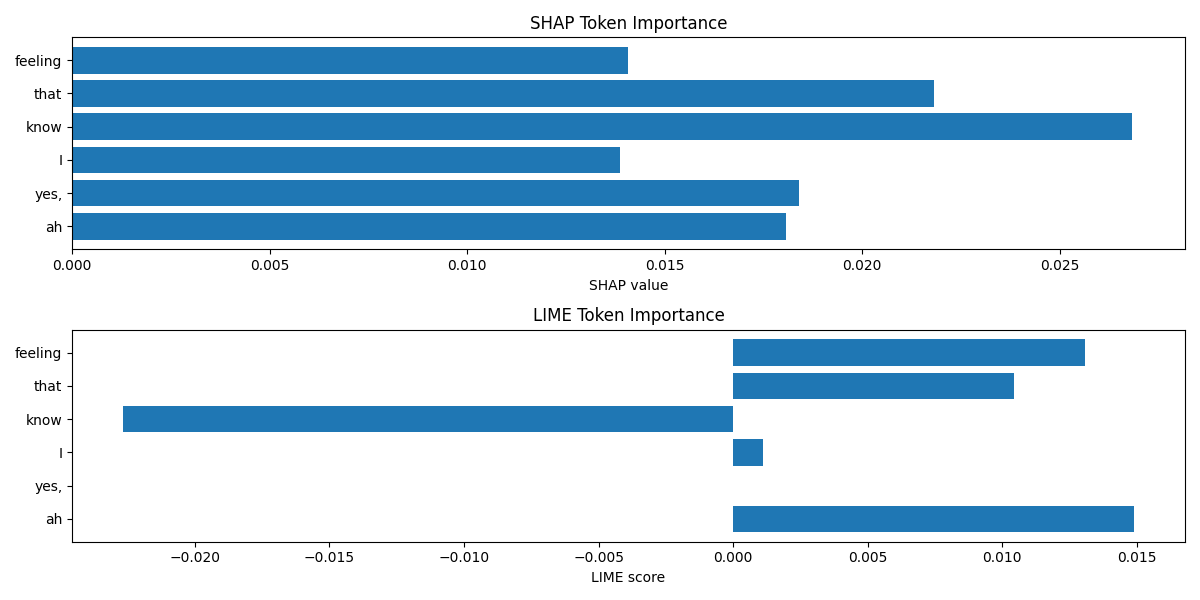 SHAP Token Importance
feeling
that
know
I
yes,
ah
0.000 0.005 0.010 0.015 0.020 0.025
SHAP value
LIME Token Importance
feeling
that
know
I
yes,
ah
−0.020 −0.015 −0.010 −0.005 0.000 0.005 0.010 0.015
LIME score